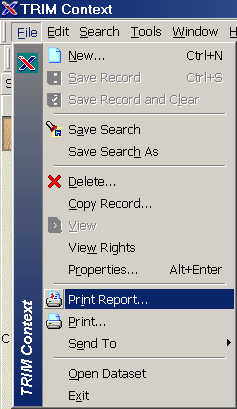 TRIM Context
File Edit Search Tools Window H
New... Ctrl+N
Save Record Ctrl+S
Save Record and Clear
Save Search
Save Search As
Delete...
Copy Record...
View
View Rights
Properties... Alt+Enter
Print Report...
Print...
Send To
Open Dataset
Exit
TRIM Context
S
C